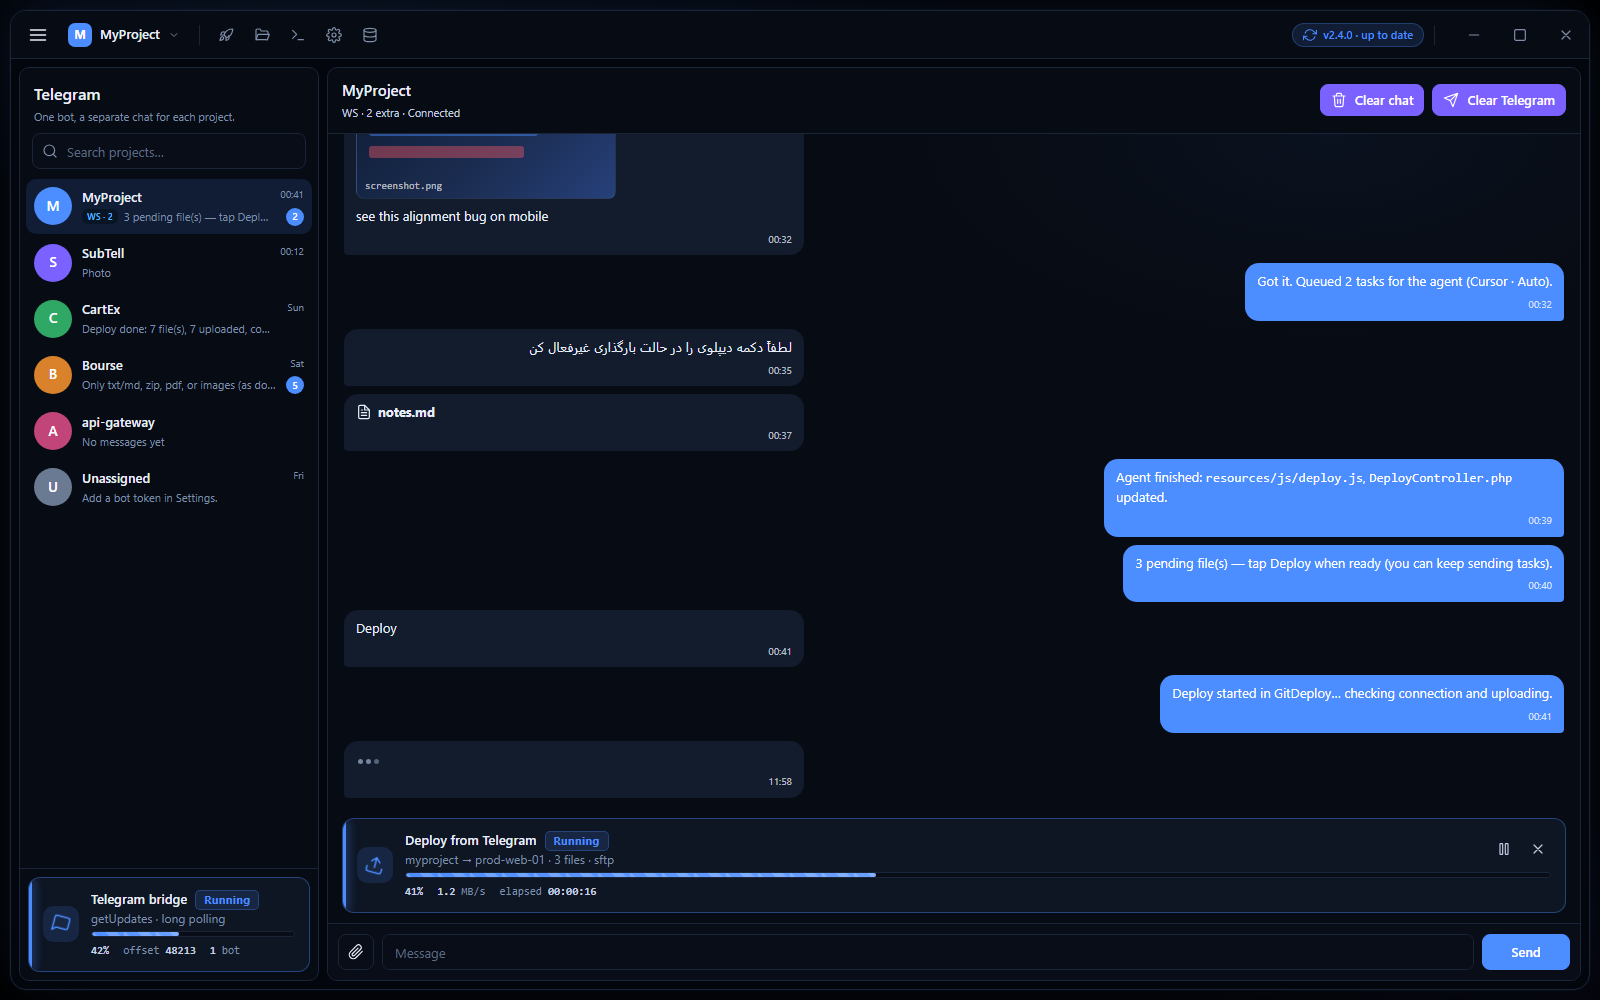 M MyProject
v2.4.0 · up to date
Telegram
One bot, a separate chat for each project.
Search projects...
M
MyProject
00:41
WS · 2
3 pending file(s) — tap Depl...
2
S
SubTell
00:12
Photo
C
CartEx
Sun
Deploy done: 7 file(s), 7 uploaded, co...
B
Bourse
Sat
Only txt/md, zip, pdf, or images (as do...
5
A
api-gateway
No messages yet
U
Unassigned
Fri
Add a bot token in Settings.
Telegram bridge Running
getUpdates · long polling
42% offset 48213 1 bot
MyProject
WS · 2 extra · Connected
Clear chat
Clear Telegram
screenshot.png
see this alignment bug on mobile
00:32
Got it. Queued 2 tasks for the agent (Cursor · Auto).
00:32
لطفاً دکمه دیپلوی را در حالت بارگذاری غیرفعال کن
00:35
notes.md
00:37
Agent finished: resources/js/deploy.js, DeployController.php
updated.
00:39
3 pending file(s) — tap Deploy when ready (you can keep sending tasks).
00:40
Deploy
00:41
Deploy started in GitDeploy... checking connection and uploading.
00:41
11:58
Deploy from Telegram Running
myproject → prod-web-01 · 3 files · sftp
41% 1.2 MB/s elapsed 00:00:16
Message
Send